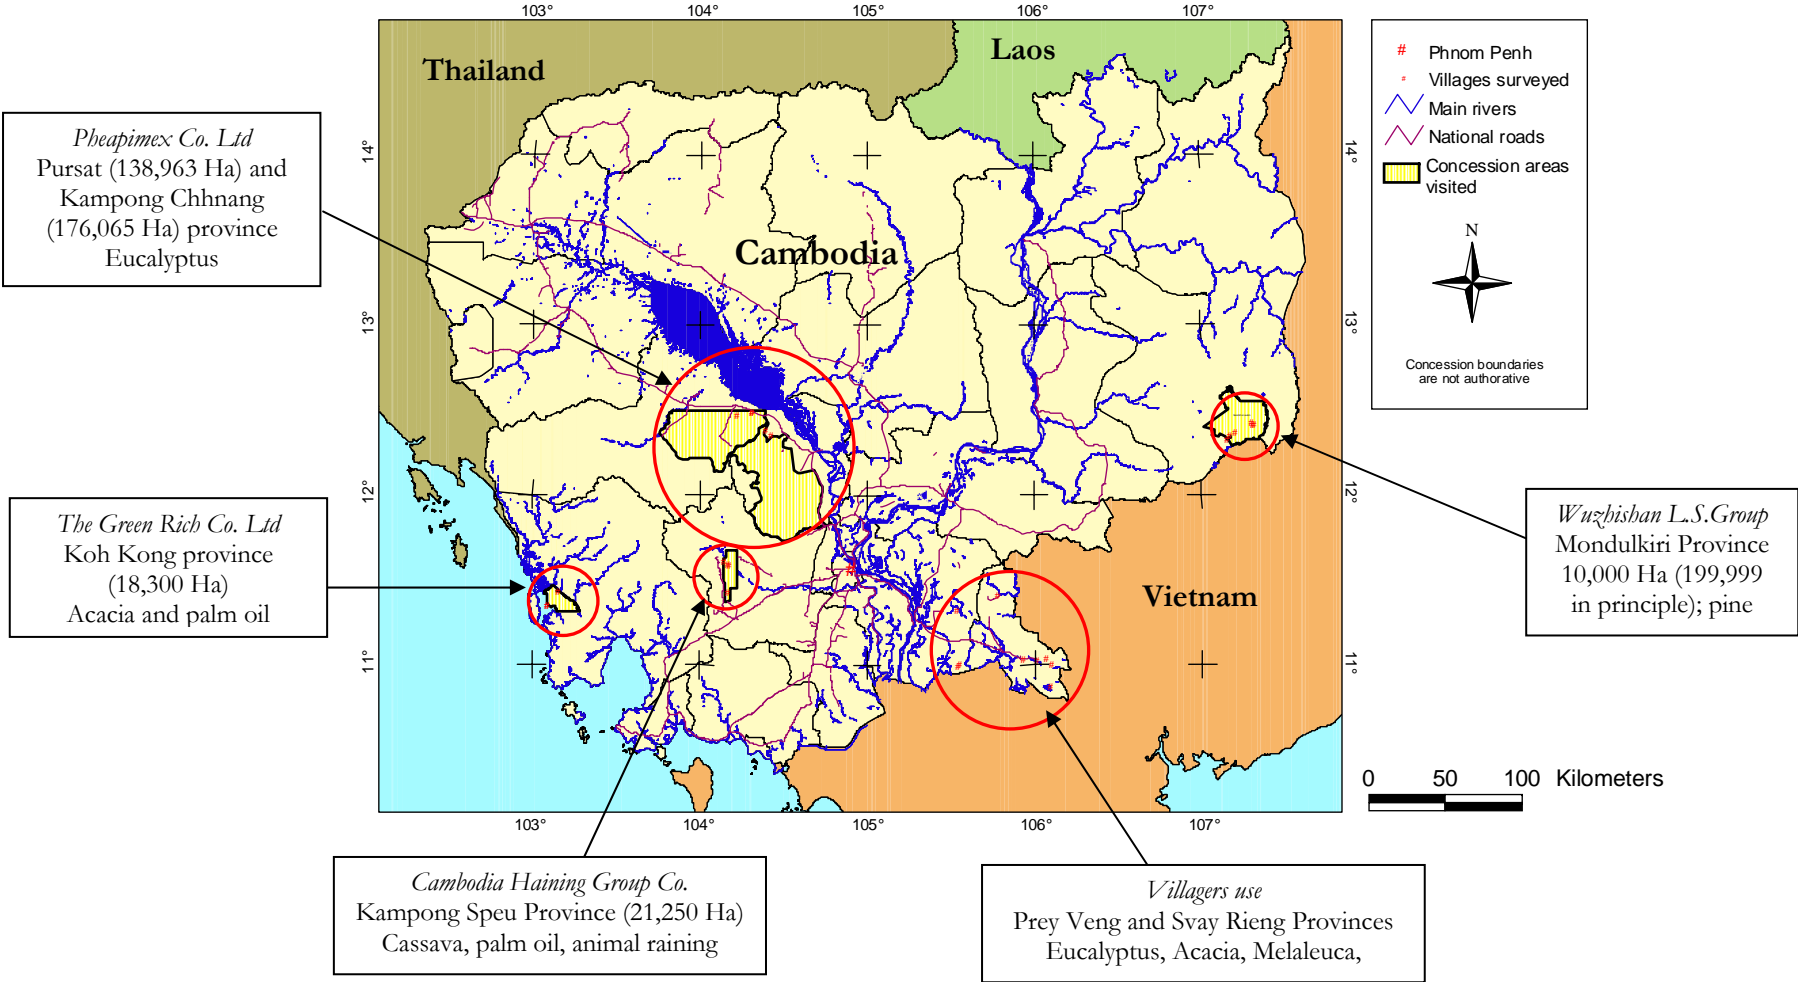 103°
104°
105°
106°
107°
Thailand
Laos
Cambodia
Vietnam
14°
13°
12°
11°
14°
13°
12°
11°
103°
104°
105°
106°
107°
# Phnom Penh
# Villages surveyed
Main rivers
National roads
Concession areas
visited
N
Concession boundaries
are not authorative
0 50 100 Kilometers
Pheapimex Co. Ltd
Pursat (138,963 Ha) and
Kampong Chhnang
(176,065 Ha) province
Eucalyptus
The Green Rich Co. Ltd
Koh Kong province
(18,300 Ha)
Acacia and palm oil
Wuzhishan L.S.Group
Mondulkiri Province
10,000 Ha (199,999
in principle); pine
Cambodia Haining Group Co.
Kampong Speu Province (21,250 Ha)
Cassava, palm oil, animal raining
Villagers use
Prey Veng and Svay Rieng Provinces
Eucalyptus, Acacia, Melaleuca,